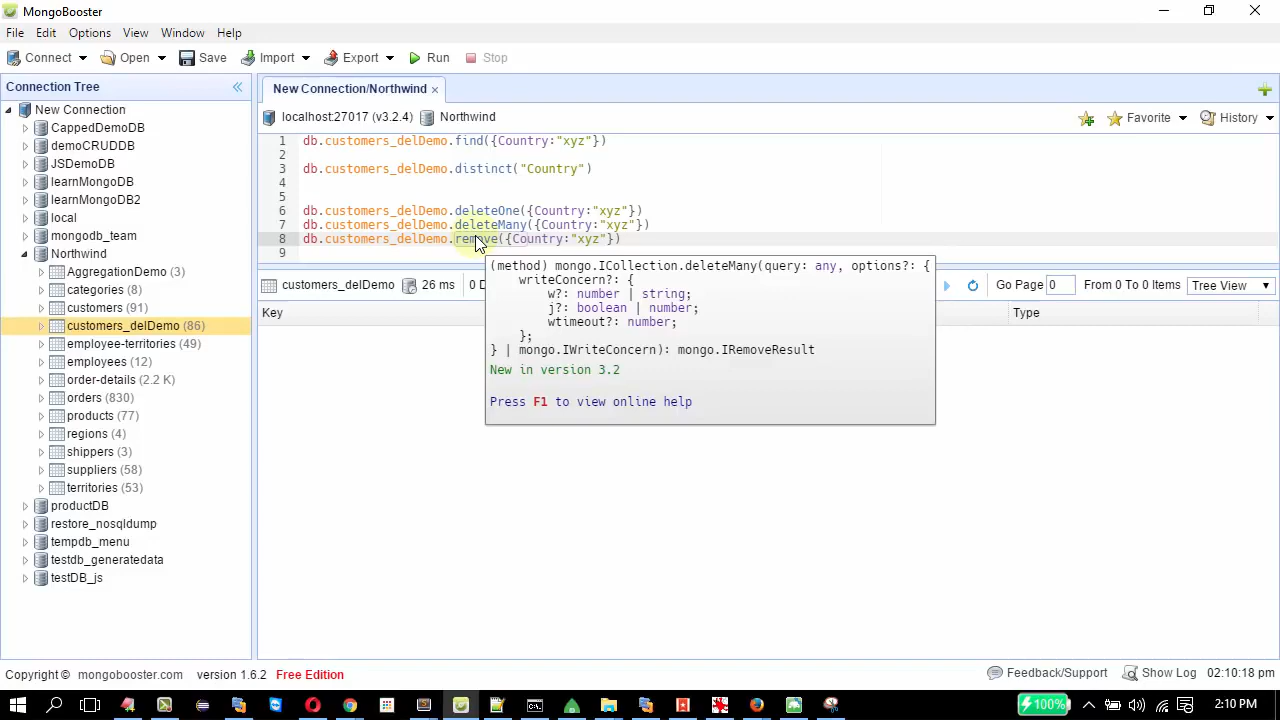 MongoBooster
File Edit Options View Window Help
Connect Open Save Import Export Run Stop
Connection Tree
New Connection
CappedDemoDB
demoCRUDDB
JSDemoDB
learnMongoDB
learnMongoDB2
local
mongodb_team
Northwind
AggregationDemo (3)
categories (8)
customers (91)
customers_delDemo (86)
employee-territories (49)
employees (12)
order-details (2.2 K)
orders (830)
products (77)
regions (4)
shippers (3)
suppliers (58)
territories (53)
productDB
restore_nosqldump
tempdb_menu
testdb_generatedata
testDB_js
New Connection/Northwind ×
localhost:27017 (v3.2.4) Northwind
Favorite History
1 db.customers_delDemo.find({Country:"xyz"})
2
3 db.customers_delDemo.distinct("Country")
4
5
6 db.customers_delDemo.deleteOne({Country:"xyz"})
7 db.customers_delDemo.deleteMany({Country:"xyz"})
8 db.customers_delDemo.remove({Country:"xyz"})
9
customers_delDemo 26 ms 0 D
Go Page 0 From 0 To 0 Items Tree View
Key Type
(method) mongo.ICollection.deleteMany(query: any, options?: {
writeConcern?: {
w?: number | string;
j?: boolean | number;
wtimeout?: number;
};
} | mongo.IWriteConcern): mongo.IRemoveResult
New in version 3.2
Press F1 to view online help
Copyright © mongobooster.com version 1.6.2 Free Edition
Feedback/Support Show Log 02:10:18 pm
100% 2:10 PM